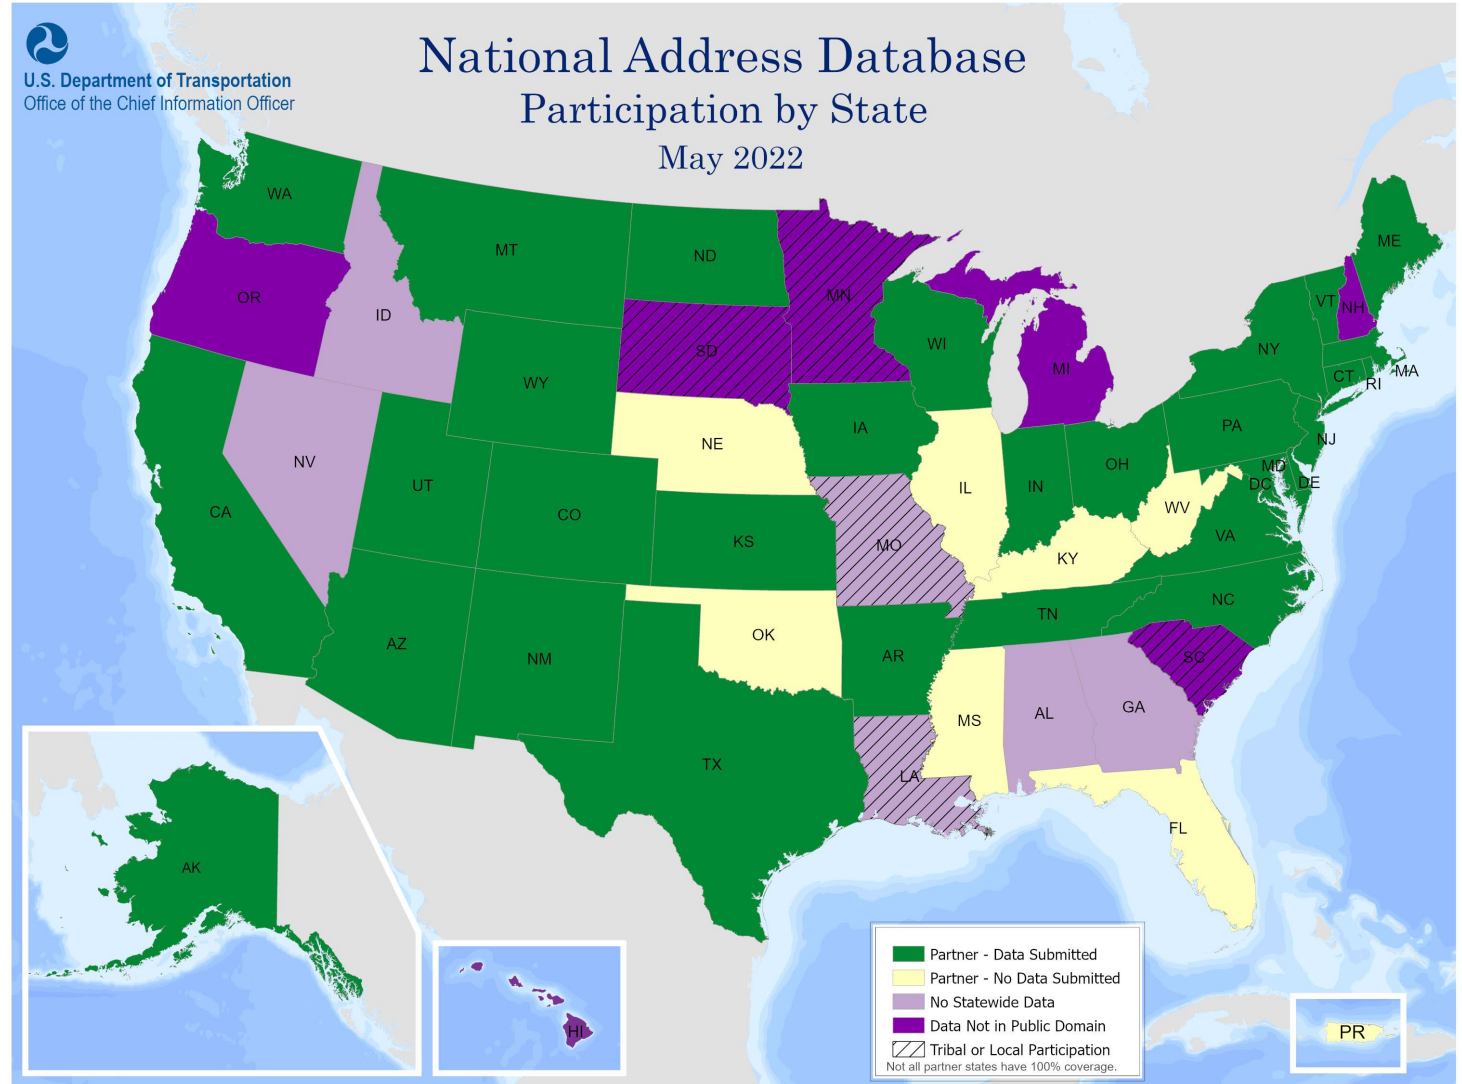 U.S. Department of Transportation
Office of the Chief Information Officer
National Address Database
Participation by State
May 2022
WA
MT
ND
MN
ME
OR
ID
SD
WI
MI
VT
NH
NY
WY
MA
CT
RI
NE
IA
PA
NJ
NV
UT
CO
IL
IN
OH
MD
DC
DE
CA
KS
MO
WV
VA
KY
AZ
NM
OK
AR
TN
NC
SC
MS
AL
GA
TX
LA
FL
AK
HI
PR
Partner - Data Submitted
Partner - No Data Submitted
No Statewide Data
Data Not in Public Domain
Tribal or Local Participation
Not all partner states have 100% coverage.